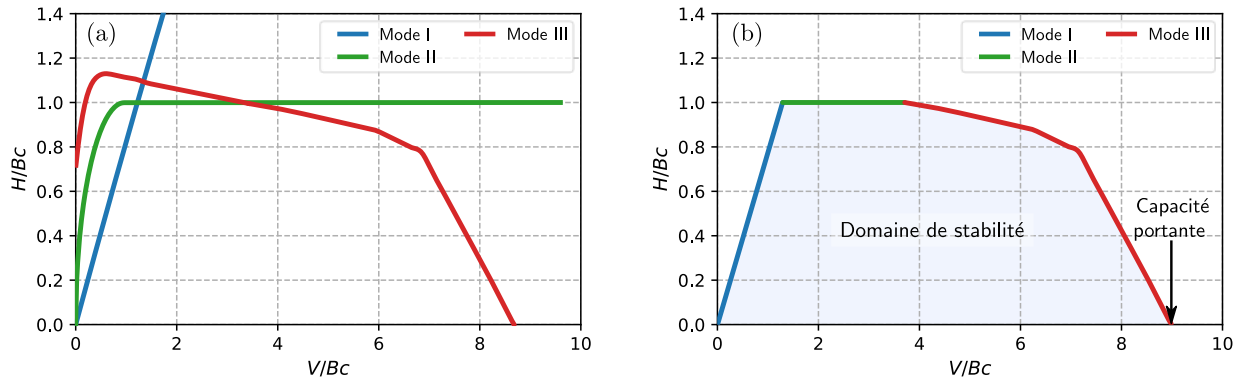 (a)
Mode I
Mode II
Mode III
H/Bc
1.4
1.2
1.0
0.8
0.6
0.4
0.2
0.0
0 2 4 6 8 10
V/Bc
(b)
Mode I
Mode II
Mode III
H/Bc
1.4
1.2
1.0
0.8
0.6
0.4
0.2
0.0
Domaine de stabilité
Capacité
portante
0 2 4 6 8 10
V/Bc